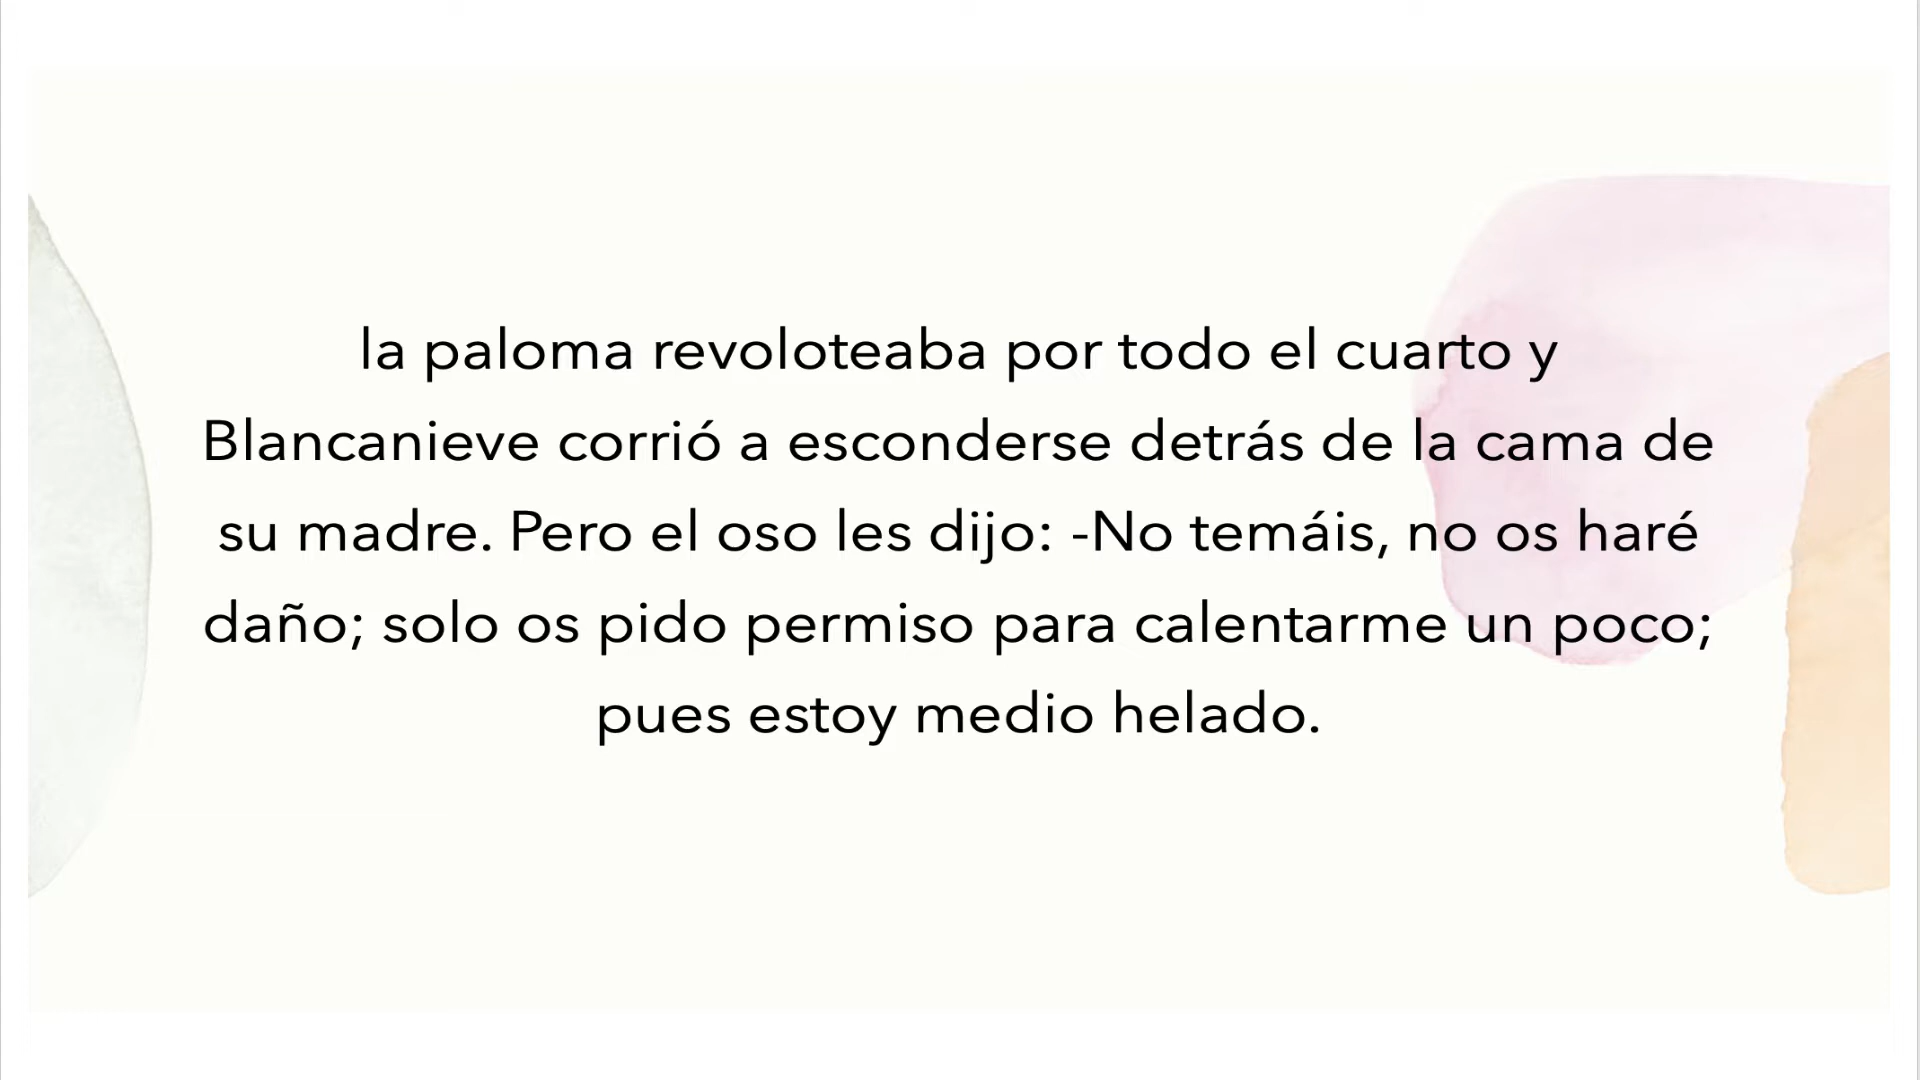 la paloma revoloteaba por todo el cuarto y
Blancanieve corrió a esconderse detrás de la cama de
su madre. Pero el oso les dijo: -No temáis, no os haré
daño; solo os pido permiso para calentarme un poco;
pues estoy medio helado.